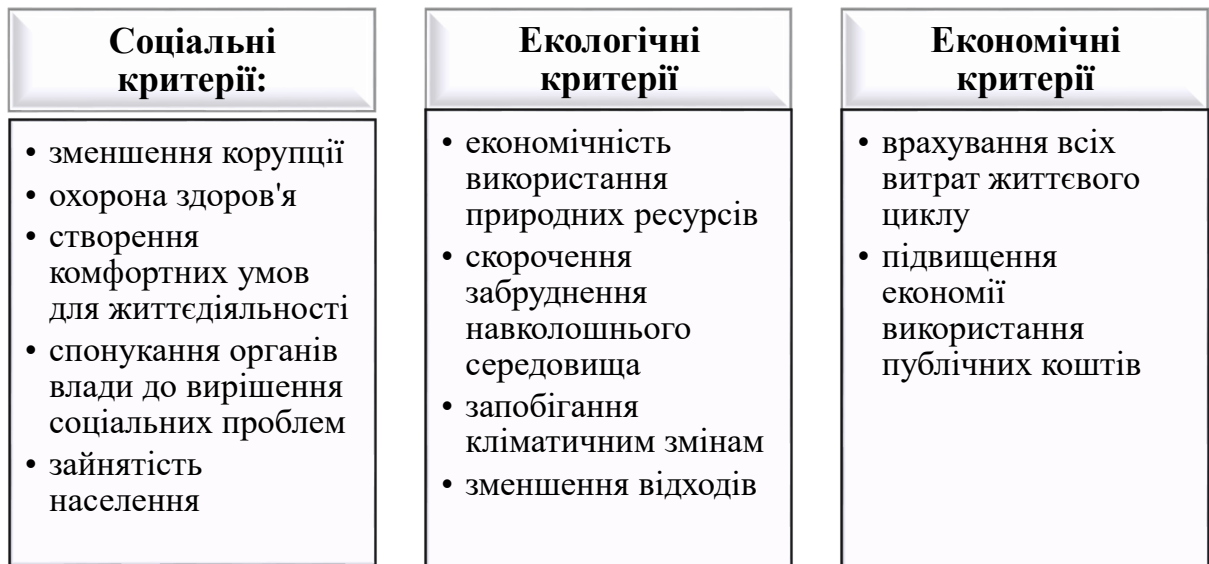 Соціальні
критерії:
• зменшення корупції
• охорона здоров'я
• створення
комфортних умов
для життєдіяльності
• спонукання органів
влади до вирішення
соціальних проблем
• зайнятість
населення
Екологічні
критерії
• економічність
використання
природних ресурсів
• скорочення
забруднення
навколошнього
середовища
• запобігання
кліматичним змінам
• зменшення відходів
Економічні
критерії
• врахування всіх
витрат життєвого
циклу
• підвищення
економії
використання
публічних коштів